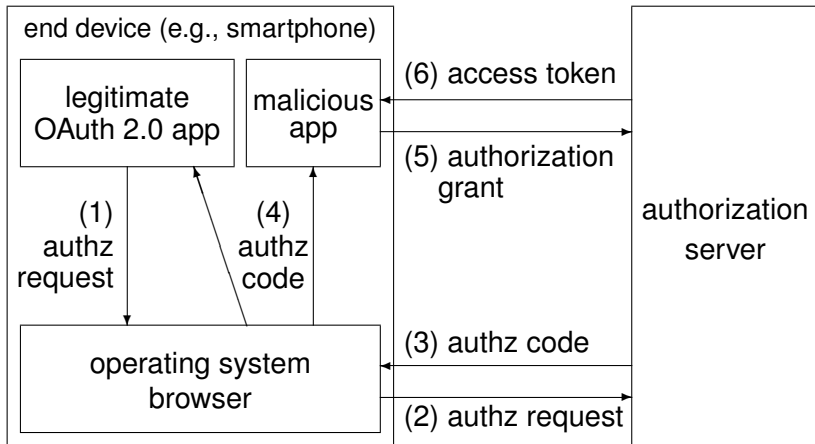 end device (e.g., smartphone)
legitimate
OAuth 2.0 app
malicious
app
(6) access token
(5) authorization
grant
(1)
authz
request
(4)
authz
code
authorization
server
operating system
browser
(3) authz code
(2) authz request